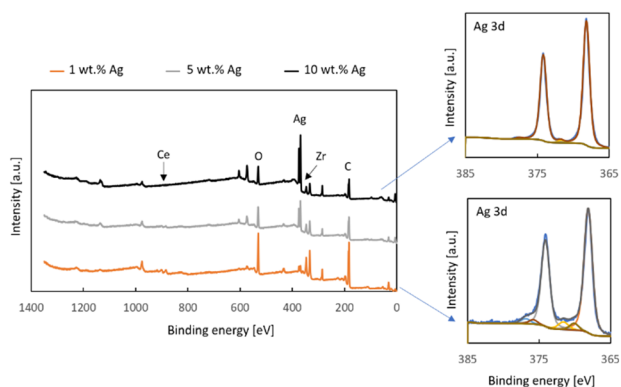 1 wt.% Ag
5 wt.% Ag
10 wt.% Ag
Intensity [a.u.]
Ce
O
Ag
Zr
C
1400 1200 1000 800 600 400 200 0
Binding energy [eV]
Ag 3d
Intensity [a.u.]
385 375 365
Ag 3d
Intensity [a.u.]
385 375 365
Binding energy [eV]